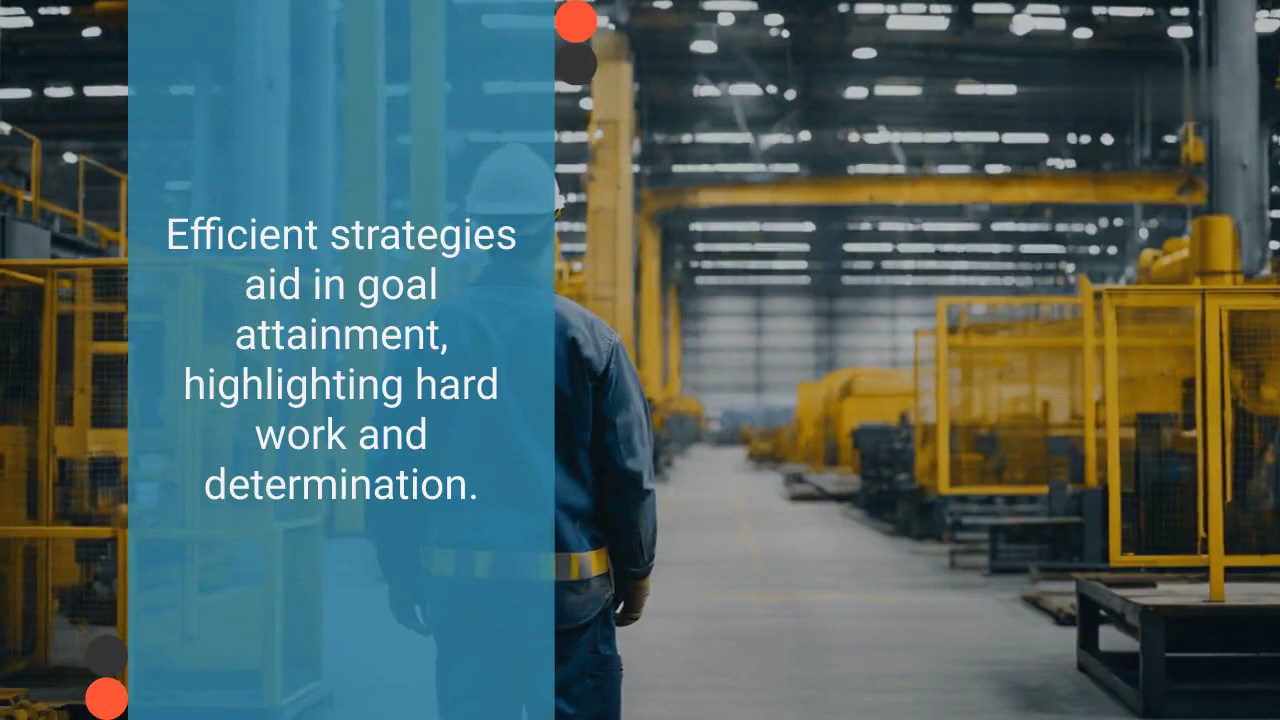 Efficient strategies
aid in goal
attainment,
highlighting hard
work and
determination.